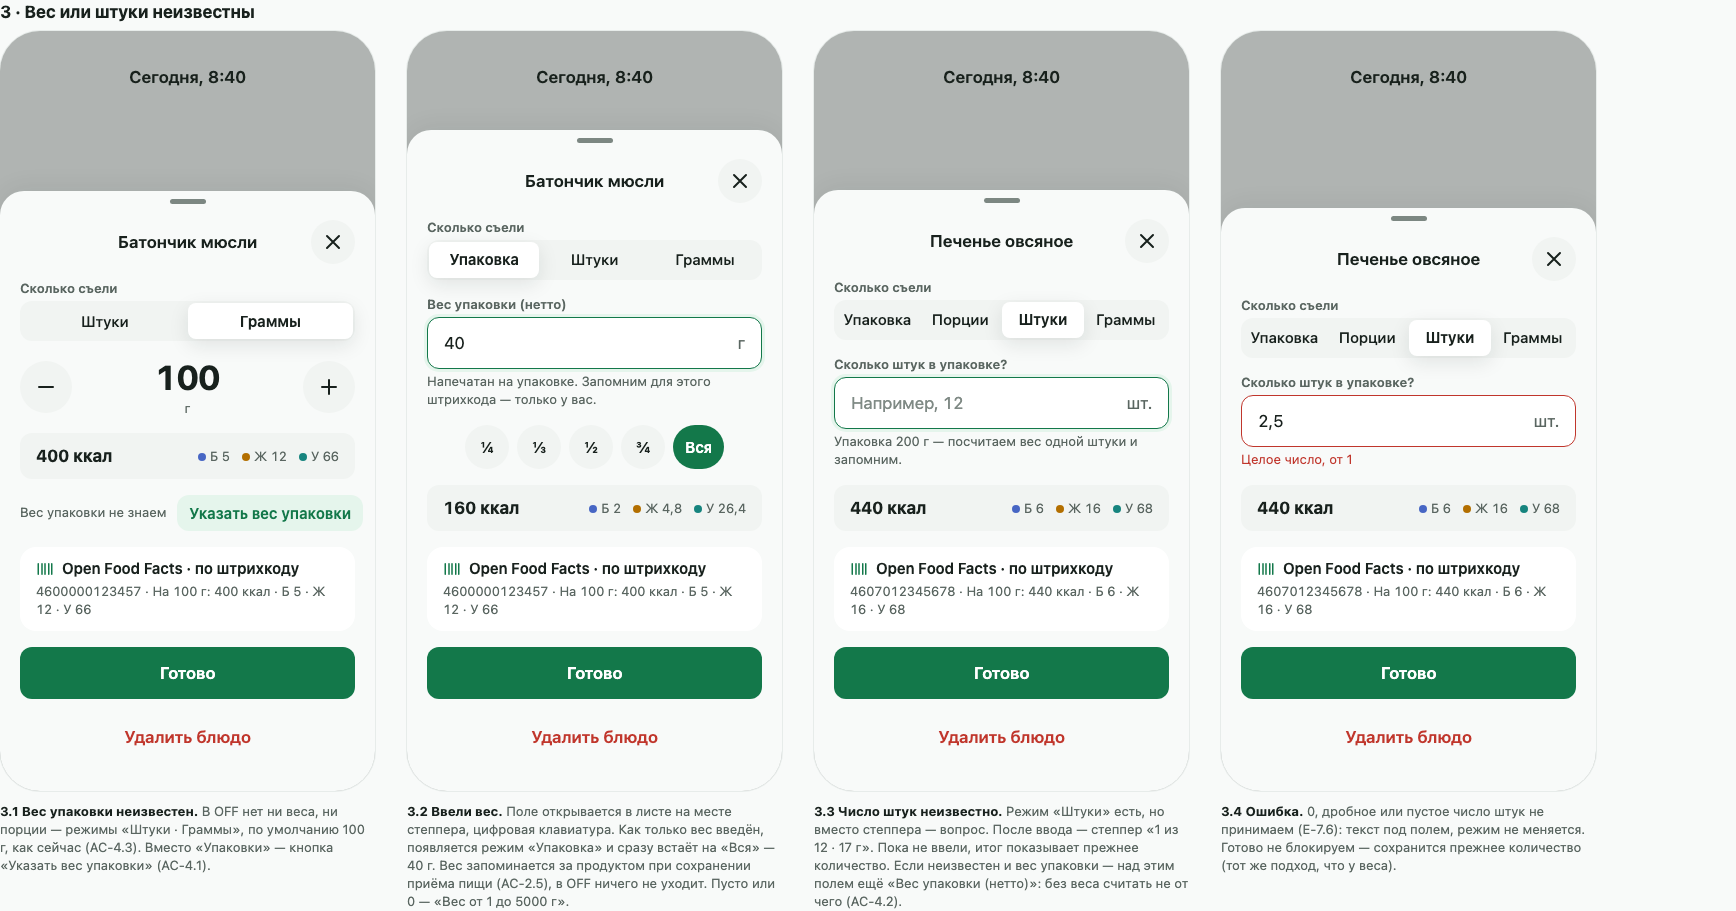 3 · Вес или штуки неизвестны
Сегодня, 8:40
Батончик мюсли
Сколько съели
Штуки
Граммы
100
г
400 ккал
Б 5
Ж 12
У 66
Вес упаковки не знаем
Указать вес упаковки
Open Food Facts · по штрихкоду
4600000123457 · На 100 г: 400 ккал · Б 5 · Ж
12 · У 66
Готово
Удалить блюдо
3.1 Вес упаковки неизвестен. В OFF нет ни веса, ни
порции — режимы «Штуки · Граммы», по умолчанию 100
г, как сейчас (AC-4.3). Вместо «Упаковки» — кнопка
«Указать вес упаковки» (AC-4.1).
Сегодня, 8:40
Батончик мюсли
Сколько съели
Упаковка
Штуки
Граммы
Вес упаковки (нетто)
40
г
Напечатан на упаковке. Запомним для этого
штрихкода — только у вас.
¼
⅓
½
¾
Вся
160 ккал
Б 2
Ж 4,8
У 26,4
Open Food Facts · по штрихкоду
4600000123457 · На 100 г: 400 ккал · Б 5 · Ж
12 · У 66
Готово
Удалить блюдо
3.2 Ввели вес. Поле открывается в листе на месте
степпера, цифровая клавиатура. Как только вес введён,
появляется режим «Упаковка» и сразу встаёт на «Вся» —
40 г. Вес запоминается за продуктом при сохранении
приёма пищи (AC-2.5), в OFF ничего не уходит. Пусто или
0 — «Вес от 1 до 5000 г».
Сегодня, 8:40
Печенье овсяное
Сколько съели
Упаковка
Порции
Штуки
Граммы
Сколько штук в упаковке?
Например, 12
шт.
Упаковка 200 г — посчитаем вес одной штуки и
запомним.
440 ккал
Б 6
Ж 16
У 68
Open Food Facts · по штрихкоду
4607012345678 · На 100 г: 440 ккал · Б 6 · Ж
16 · У 68
Готово
Удалить блюдо
3.3 Число штук неизвестно. Режим «Штуки» есть, но
вместо степпера — вопрос. После ввода — степпер «1 из
12 · 17 г». Пока не ввели, итог показывает прежнее
количество. Если неизвестен и вес упаковки — над этим
полем ещё «Вес упаковки (нетто)»: без веса считать не от
чего (AC-4.2).
Сегодня, 8:40
Печенье овсяное
Сколько съели
Упаковка
Порции
Штуки
Граммы
Сколько штук в упаковке?
2,5
шт.
Целое число, от 1
440 ккал
Б 6
Ж 16
У 68
Open Food Facts · по штрихкоду
4607012345678 · На 100 г: 440 ккал · Б 6 · Ж
16 · У 68
Готово
Удалить блюдо
3.4 Ошибка. 0, дробное или пустое число штук не
принимаем (E-7.6): текст под полем, режим не меняется.
Готово не блокируем — сохранится прежнее количество
(тот же подход, что у веса).